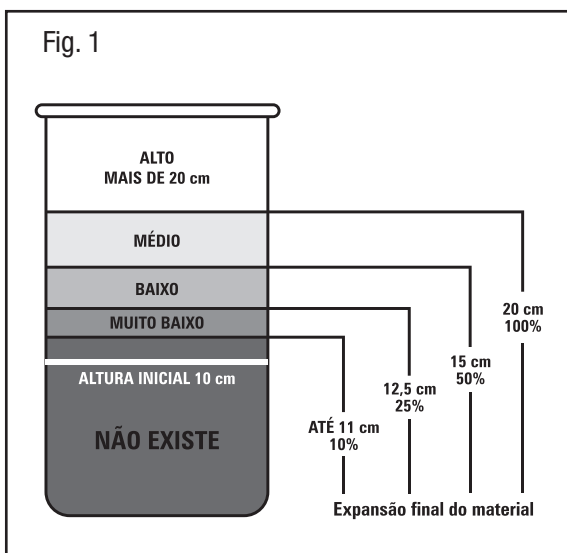 Fig. 1
ALTO
MAIS DE 20 cm
MÉDIO
BAIXO
MUITO BAIXO
ALTURA INICIAL 10 cm
NÃO EXISTE
20 cm
100%
15 cm
50%
12,5 cm
25%
ATÉ 11 cm
10%
Expansão final do material